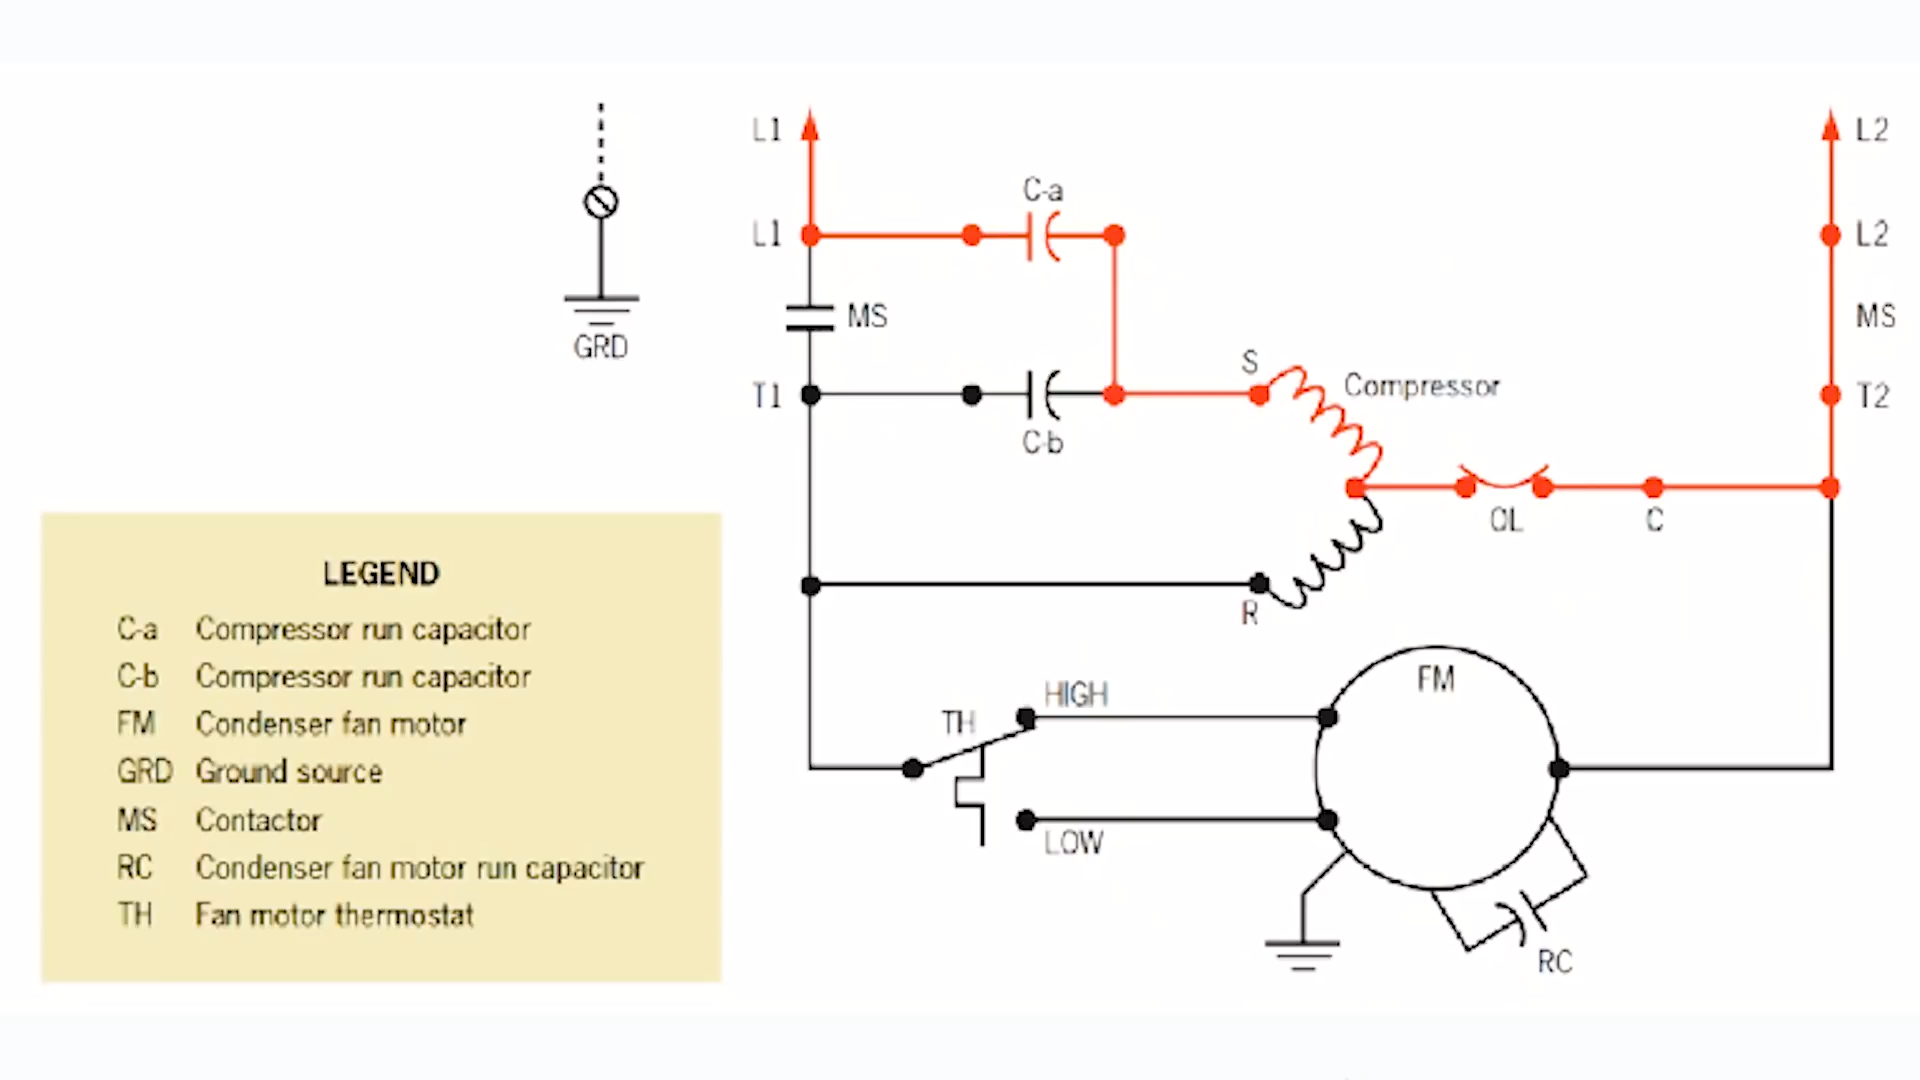 L1
L2
C-a
L1
L2
MS
MS
GRD
S
Compressor
T1
T2
C-b
OL
C
R
LEGEND
C-a Compressor run capacitor
C-b Compressor run capacitor
FM Condenser fan motor
GRD Ground source
MS Contactor
RC Condenser fan motor run capacitor
TH Fan motor thermostat
FM
HIGH
TH
LOW
RC